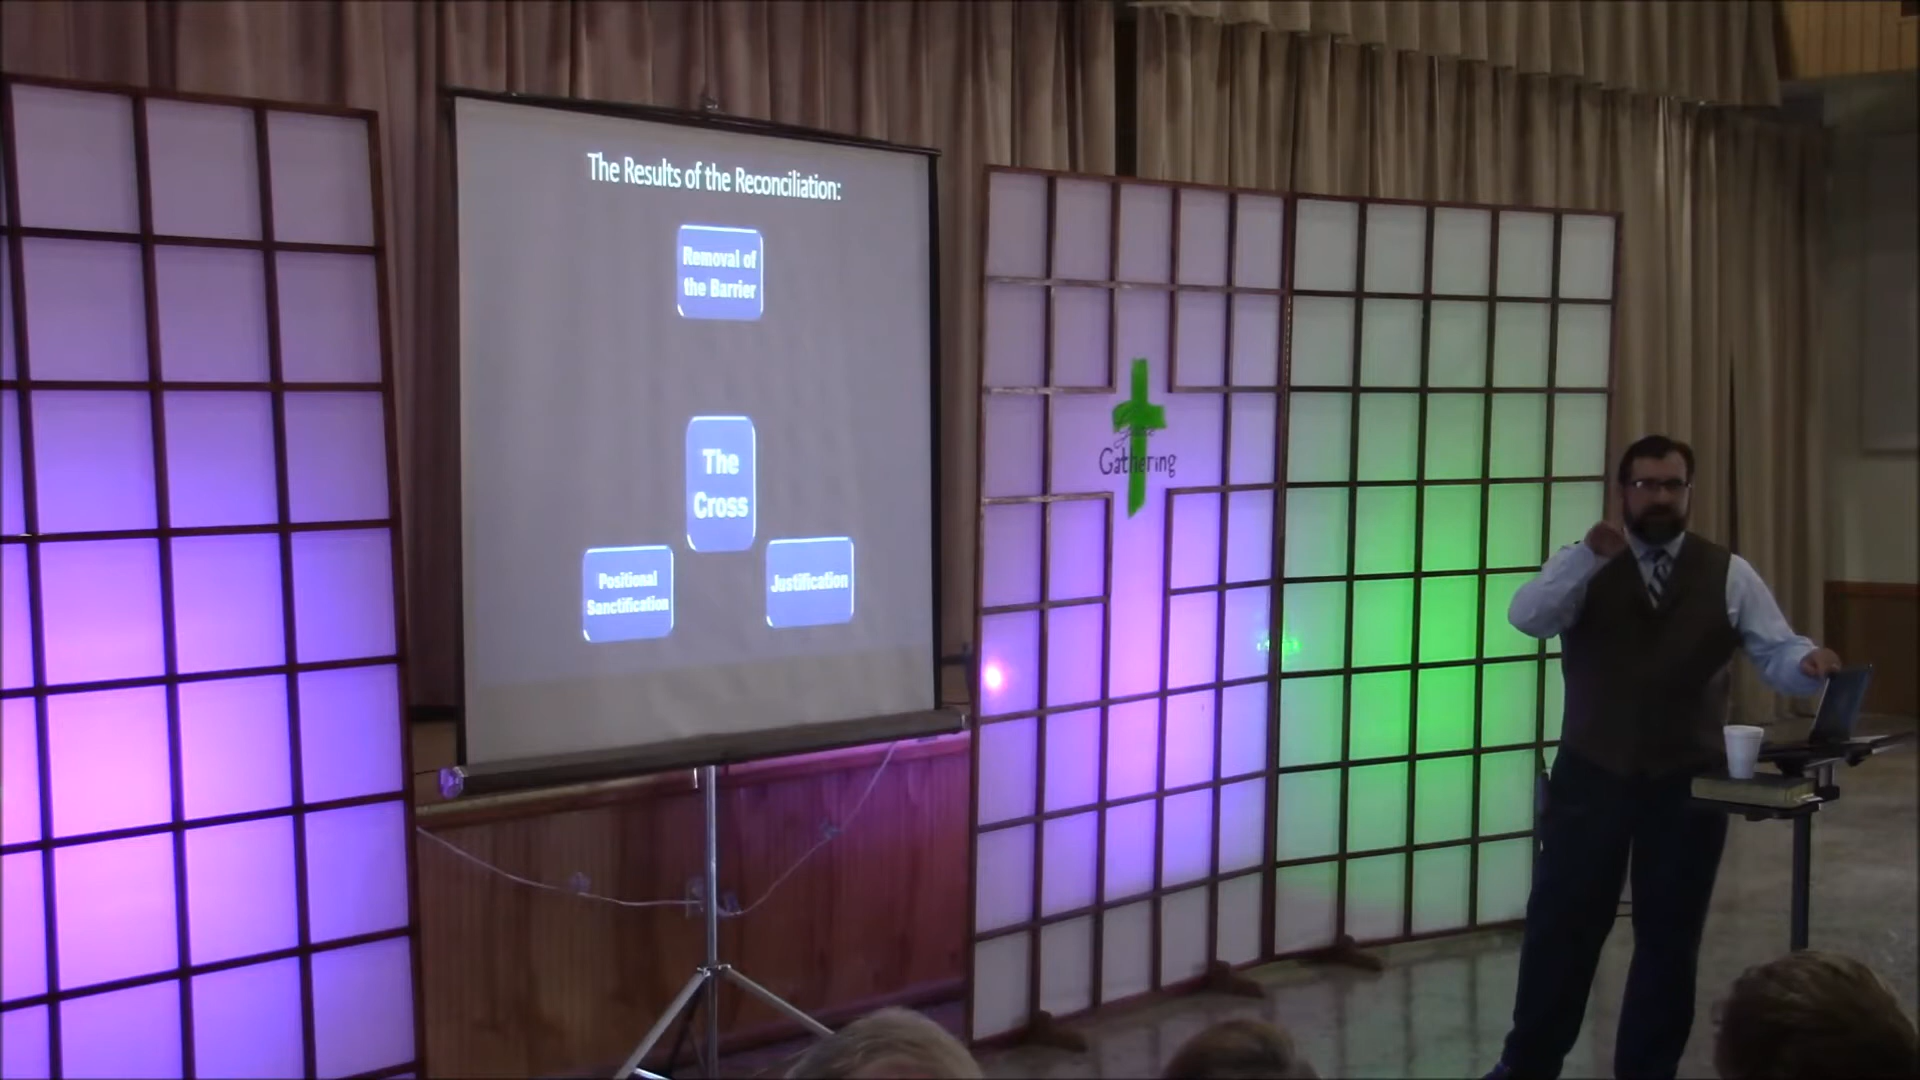 The Results of the Reconciliation:
Removal of
the Barrier
The
Cross
Positional
Sanctification
Justification
Gathering